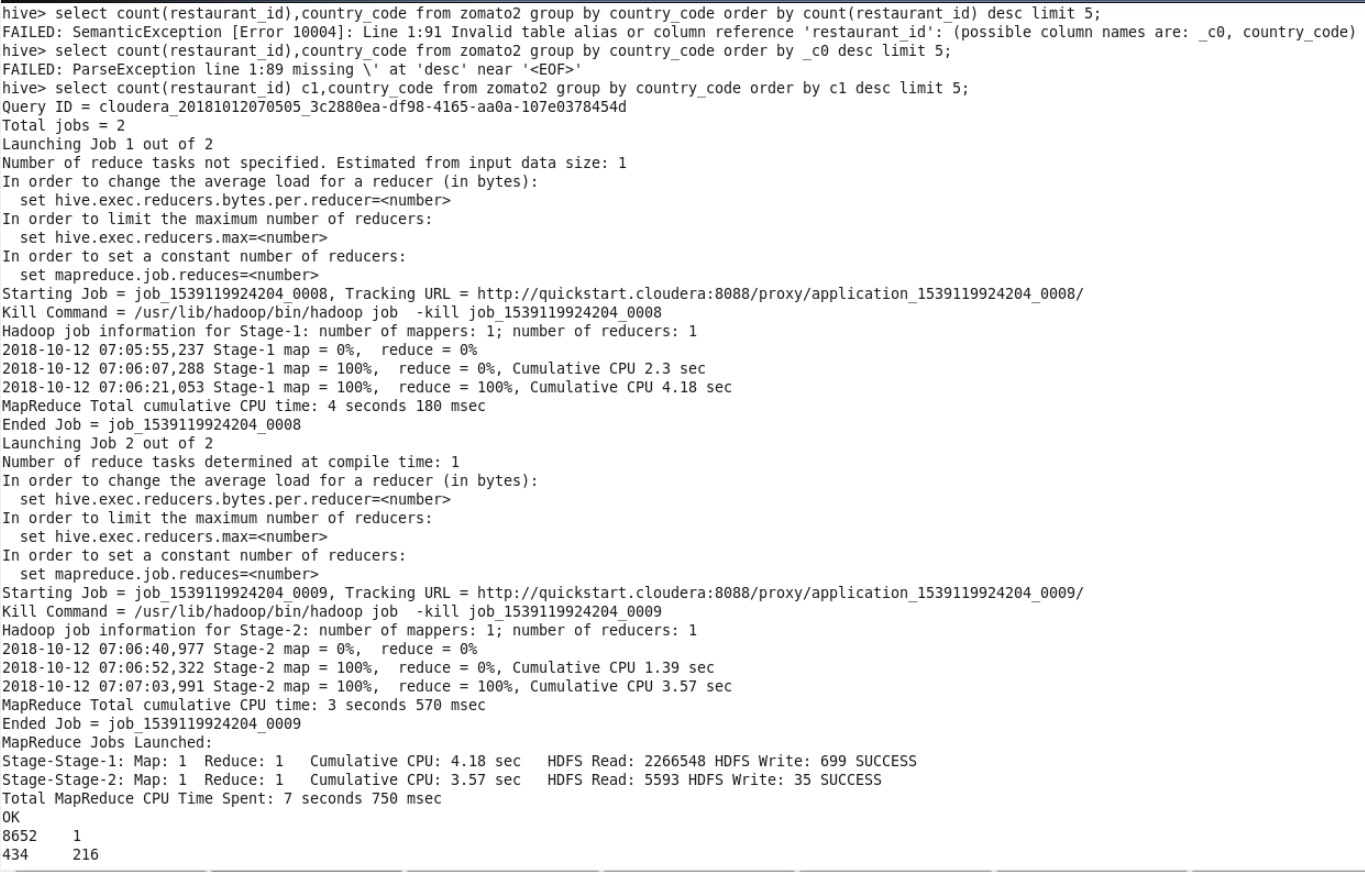 hive> select count(restaurant_id),country_code from zomato2 group by country_code order by count(restaurant_id) desc limit 5;
FAILED: SemanticException [Error 10004]: Line 1:91 Invalid table alias or column reference 'restaurant_id': (possible column names are: _c0, country_code)
hive> select count(restaurant_id),country_code from zomato2 group by country_code order by _c0 desc limit 5;
FAILED: ParseException line 1:89 missing \' at 'desc' near '<EOF>'
hive> select count(restaurant_id) c1,country_code from zomato2 group by country_code order by c1 desc limit 5;
Query ID = cloudera_20181012070505_3c2880ea-df98-4165-aa0a-107e0378454d
Total jobs = 2
Launching Job 1 out of 2
Number of reduce tasks not specified. Estimated from input data size: 1
In order to change the average load for a reducer (in bytes):
  set hive.exec.reducers.bytes.per.reducer=<number>
In order to limit the maximum number of reducers:
  set hive.exec.reducers.max=<number>
In order to set a constant number of reducers:
  set mapreduce.job.reduces=<number>
Starting Job = job_1539119924204_0008, Tracking URL = http://quickstart.cloudera:8088/proxy/application_1539119924204_0008/
Kill Command = /usr/lib/hadoop/bin/hadoop job  -kill job_1539119924204_0008
Hadoop job information for Stage-1: number of mappers: 1; number of reducers: 1
2018-10-12 07:05:55,237 Stage-1 map = 0%,  reduce = 0%
2018-10-12 07:06:07,288 Stage-1 map = 100%,  reduce = 0%, Cumulative CPU 2.3 sec
2018-10-12 07:06:21,053 Stage-1 map = 100%,  reduce = 100%, Cumulative CPU 4.18 sec
MapReduce Total cumulative CPU time: 4 seconds 180 msec
Ended Job = job_1539119924204_0008
Launching Job 2 out of 2
Number of reduce tasks determined at compile time: 1
In order to change the average load for a reducer (in bytes):
  set hive.exec.reducers.bytes.per.reducer=<number>
In order to limit the maximum number of reducers:
  set hive.exec.reducers.max=<number>
In order to set a constant number of reducers:
  set mapreduce.job.reduces=<number>
Starting Job = job_1539119924204_0009, Tracking URL = http://quickstart.cloudera:8088/proxy/application_1539119924204_0009/
Kill Command = /usr/lib/hadoop/bin/hadoop job  -kill job_1539119924204_0009
Hadoop job information for Stage-2: number of mappers: 1; number of reducers: 1
2018-10-12 07:06:40,977 Stage-2 map = 0%,  reduce = 0%
2018-10-12 07:06:52,322 Stage-2 map = 100%,  reduce = 0%, Cumulative CPU 1.39 sec
2018-10-12 07:07:03,991 Stage-2 map = 100%,  reduce = 100%, Cumulative CPU 3.57 sec
MapReduce Total cumulative CPU time: 3 seconds 570 msec
Ended Job = job_1539119924204_0009
MapReduce Jobs Launched:
Stage-Stage-1: Map: 1  Reduce: 1   Cumulative CPU: 4.18 sec   HDFS Read: 2266548 HDFS Write: 699 SUCCESS
Stage-Stage-2: Map: 1  Reduce: 1   Cumulative CPU: 3.57 sec   HDFS Read: 5593 HDFS Write: 35 SUCCESS
Total MapReduce CPU Time Spent: 7 seconds 750 msec
OK
8652    1
434     216